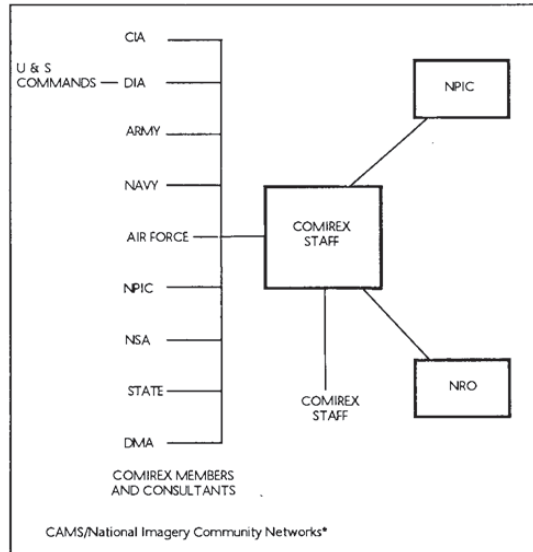 CIA
U & S
COMMANDS
DIA
ARMY
NAVY
AIR FORCE
NPIC
NSA
STATE
DMA
COMIREX MEMBERS
AND CONSULTANTS
COMIREX
STAFF
NPIC
NRO
COMIREX
STAFF
CAMS/National Imagery Community Networks*